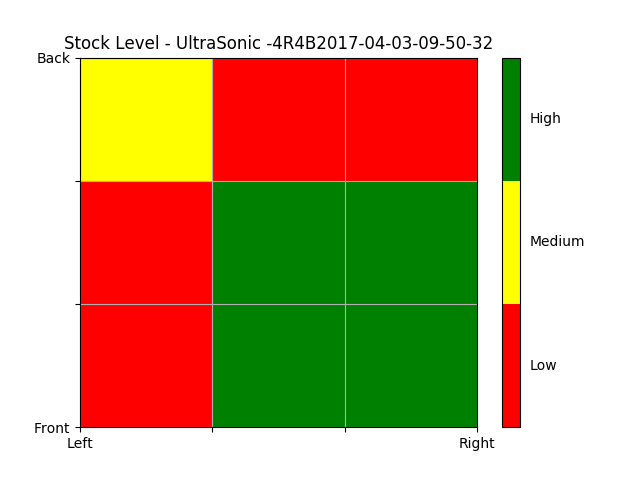 Stock Level - UltraSonic -4R4B2017-04-03-09-50-32
Back
High
Medium
Low
Front
Left
Right